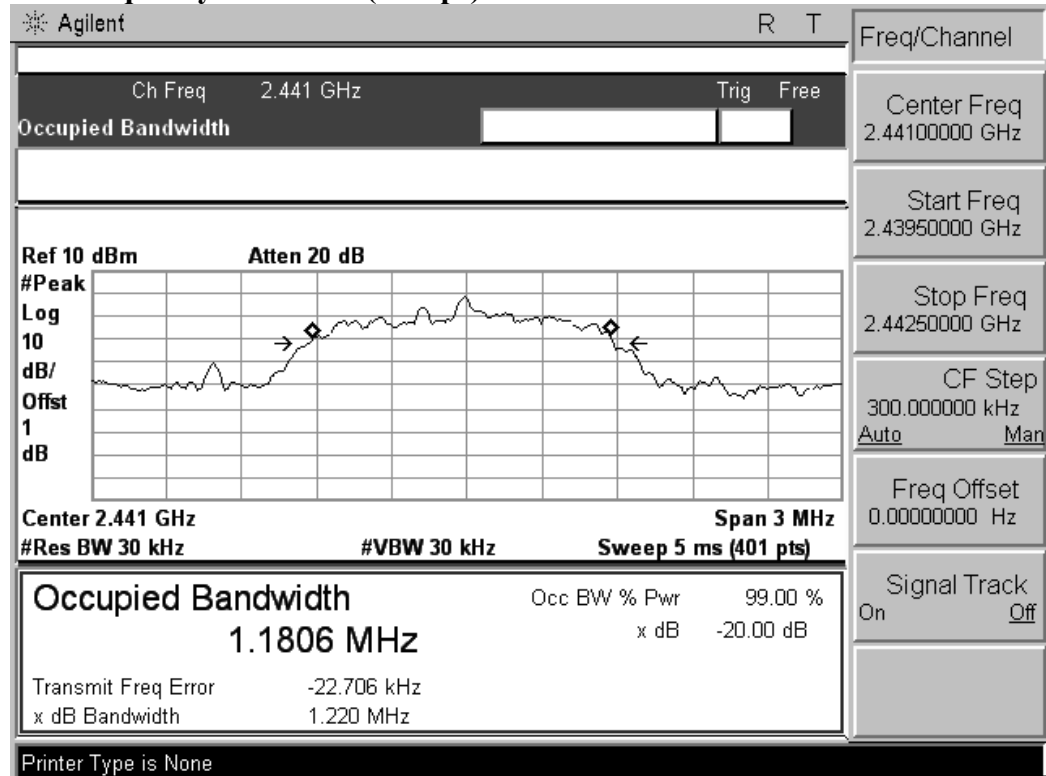 Agilent R T
Ch Freq 2.441 GHz Trig Free
Occupied Bandwidth
Ref 10 dBm Atten 20 dB
#Peak
Log
10
dB/
Offst
1
dB
Center 2.441 GHz Span 3 MHz
#Res BW 30 kHz #VBW 30 kHz Sweep 5 ms (401 pts)
Occupied Bandwidth
1.1806 MHz
Occ BW % Pwr 99.00 %
x dB -20.00 dB
Transmit Freq Error -22.706 kHz
x dB Bandwidth 1.220 MHz
Printer Type is None
Freq/Channel
Center Freq
2.44100000 GHz
Start Freq
2.43950000 GHz
Stop Freq
2.44250000 GHz
CF Step
300.000000 kHz
Auto Man
Freq Offset
0.00000000 Hz
Signal Track
On Off